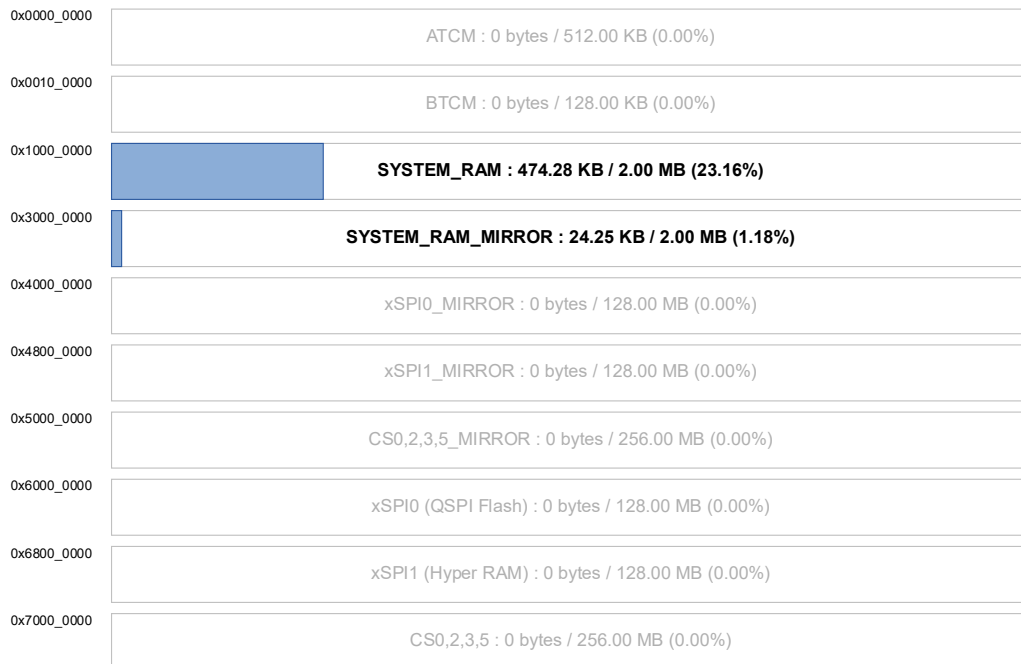 0x0000_0000
ATCM : 0 bytes / 512.00 KB (0.00%)
0x0010_0000
BTCM : 0 bytes / 128.00 KB (0.00%)
0x1000_0000
SYSTEM_RAM : 474.28 KB / 2.00 MB (23.16%)
0x3000_0000
SYSTEM_RAM_MIRROR : 24.25 KB / 2.00 MB (1.18%)
0x4000_0000
xSPI0_MIRROR : 0 bytes / 128.00 MB (0.00%)
0x4800_0000
xSPI1_MIRROR : 0 bytes / 128.00 MB (0.00%)
0x5000_0000
CS0,2,3,5_MIRROR : 0 bytes / 256.00 MB (0.00%)
0x6000_0000
xSPI0 (QSPI Flash) : 0 bytes / 128.00 MB (0.00%)
0x6800_0000
xSPI1 (Hyper RAM) : 0 bytes / 128.00 MB (0.00%)
0x7000_0000
CS0,2,3,5 : 0 bytes / 256.00 MB (0.00%)